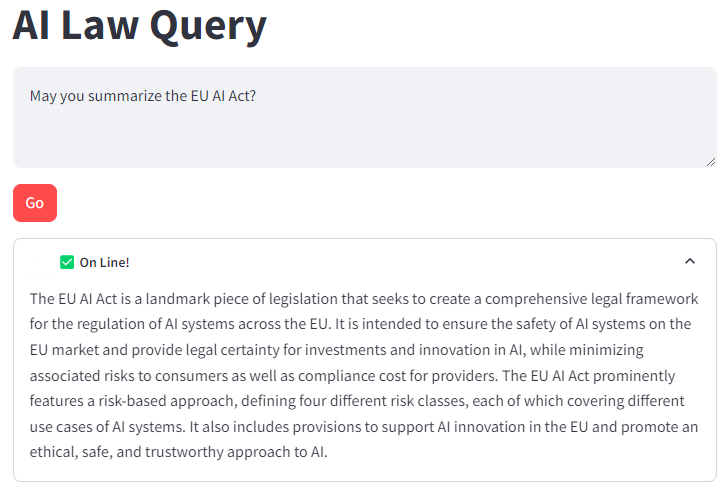 AI Law Query
May you summarize the EU AI Act?
Go
On Line!
The EU AI Act is a landmark piece of legislation that seeks to create a comprehensive legal framework
for the regulation of AI systems across the EU. It is intended to ensure the safety of AI systems on the
EU market and provide legal certainty for investments and innovation in AI, while minimizing
associated risks to consumers as well as compliance cost for providers. The EU AI Act prominently
features a risk-based approach, defining four different risk classes, each of which covering different
use cases of AI systems. It also includes provisions to support AI innovation in the EU and promote an
ethical, safe, and trustworthy approach to AI.